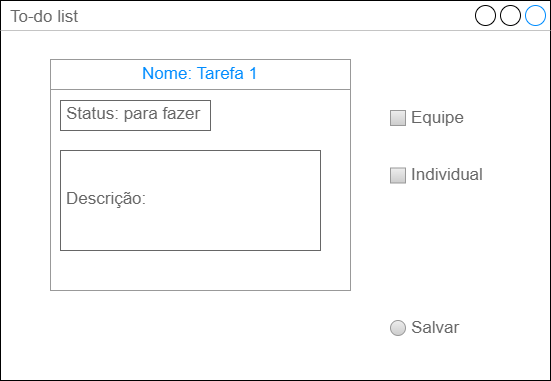 To-do list
Nome: Tarefa 1
Status: para fazer
Equipe
Individual
Descrição:
Salvar